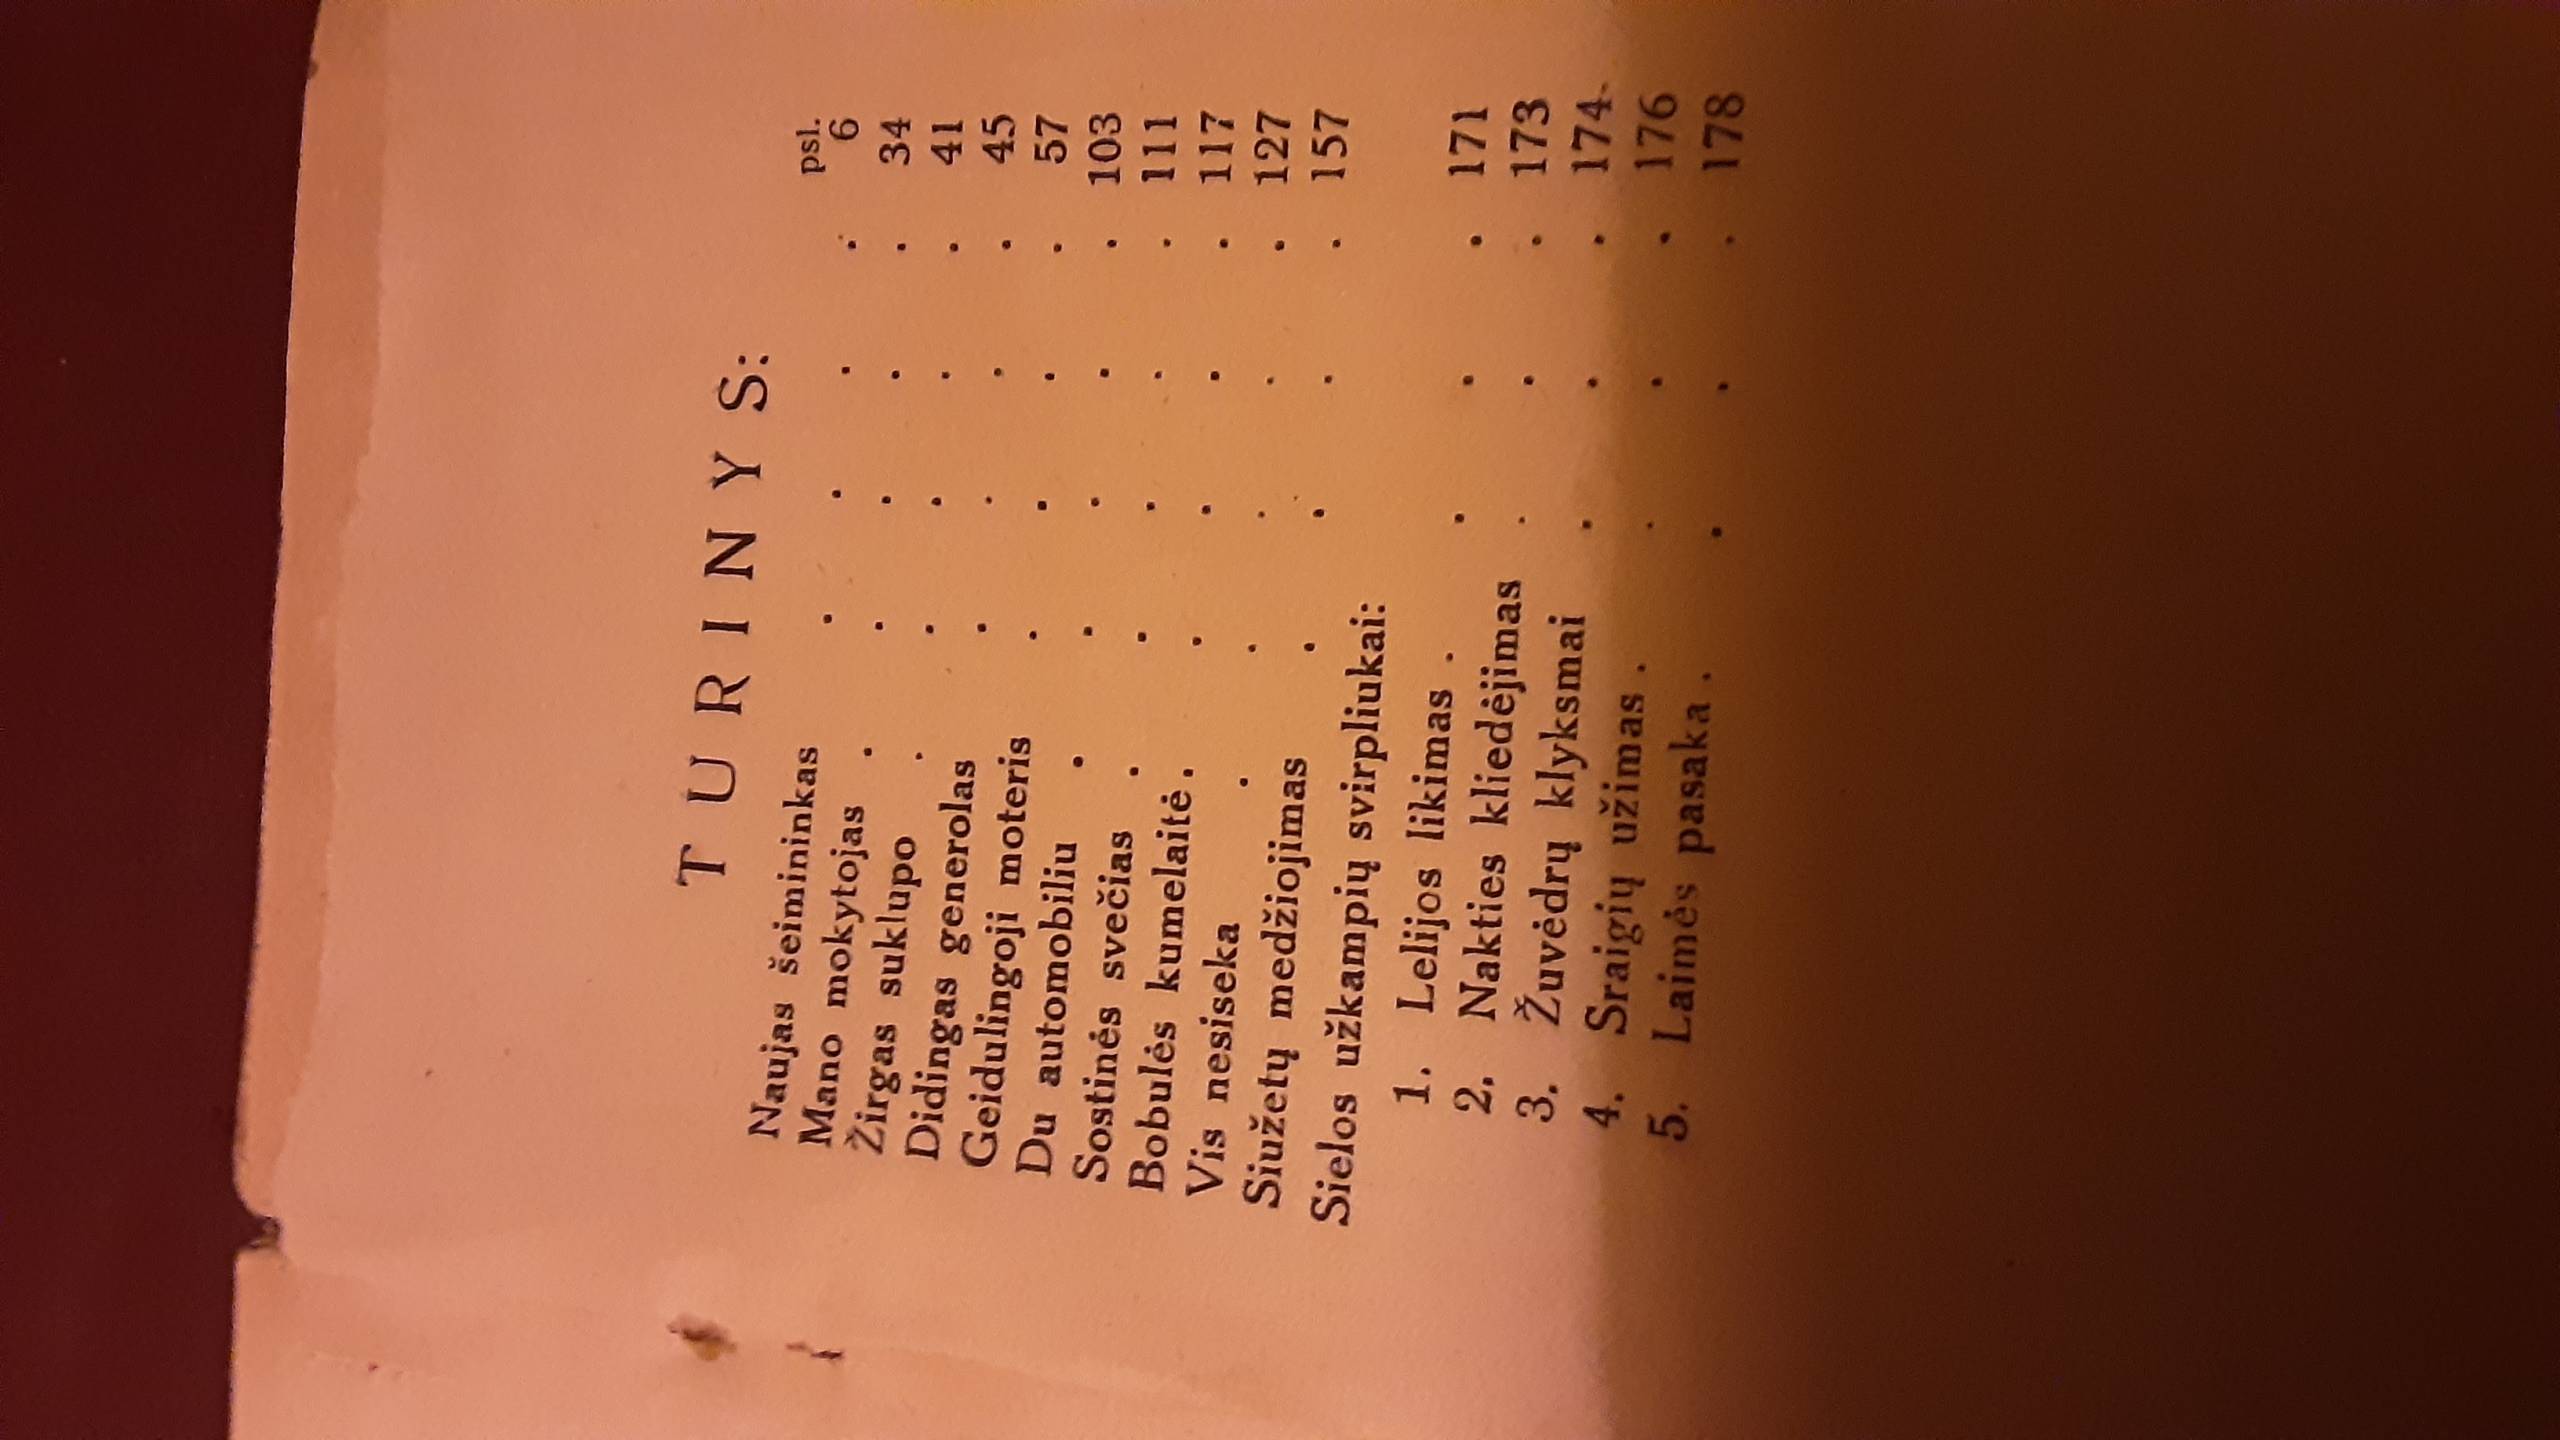 TURINYS:
psl.
Naujas šeimininkas . . . . . 6
Mano mokytojas . . . . . 34
Žirgas suklupo . . . . . 41
Didingas generolas . . . . 45
Geidulingoji moteris . . . . 57
Du automobiliu . . . . . 103
Sostinės svečias . . . . . 111
Bobulės kumelaitė . . . . . 117
Vis nesiseka . . . . . 127
Siužetų medžiojimas . . . . 157
Sielos užkampių svirpliukai:
1. Lelijos likimas . . . . 171
2. Nakties kliedėjimas . . . 173
3. Žuvėdrų klyksmai . . . 174
4. Sraigių užimas . . . . 176
5. Laimės pasaka . . . . 178